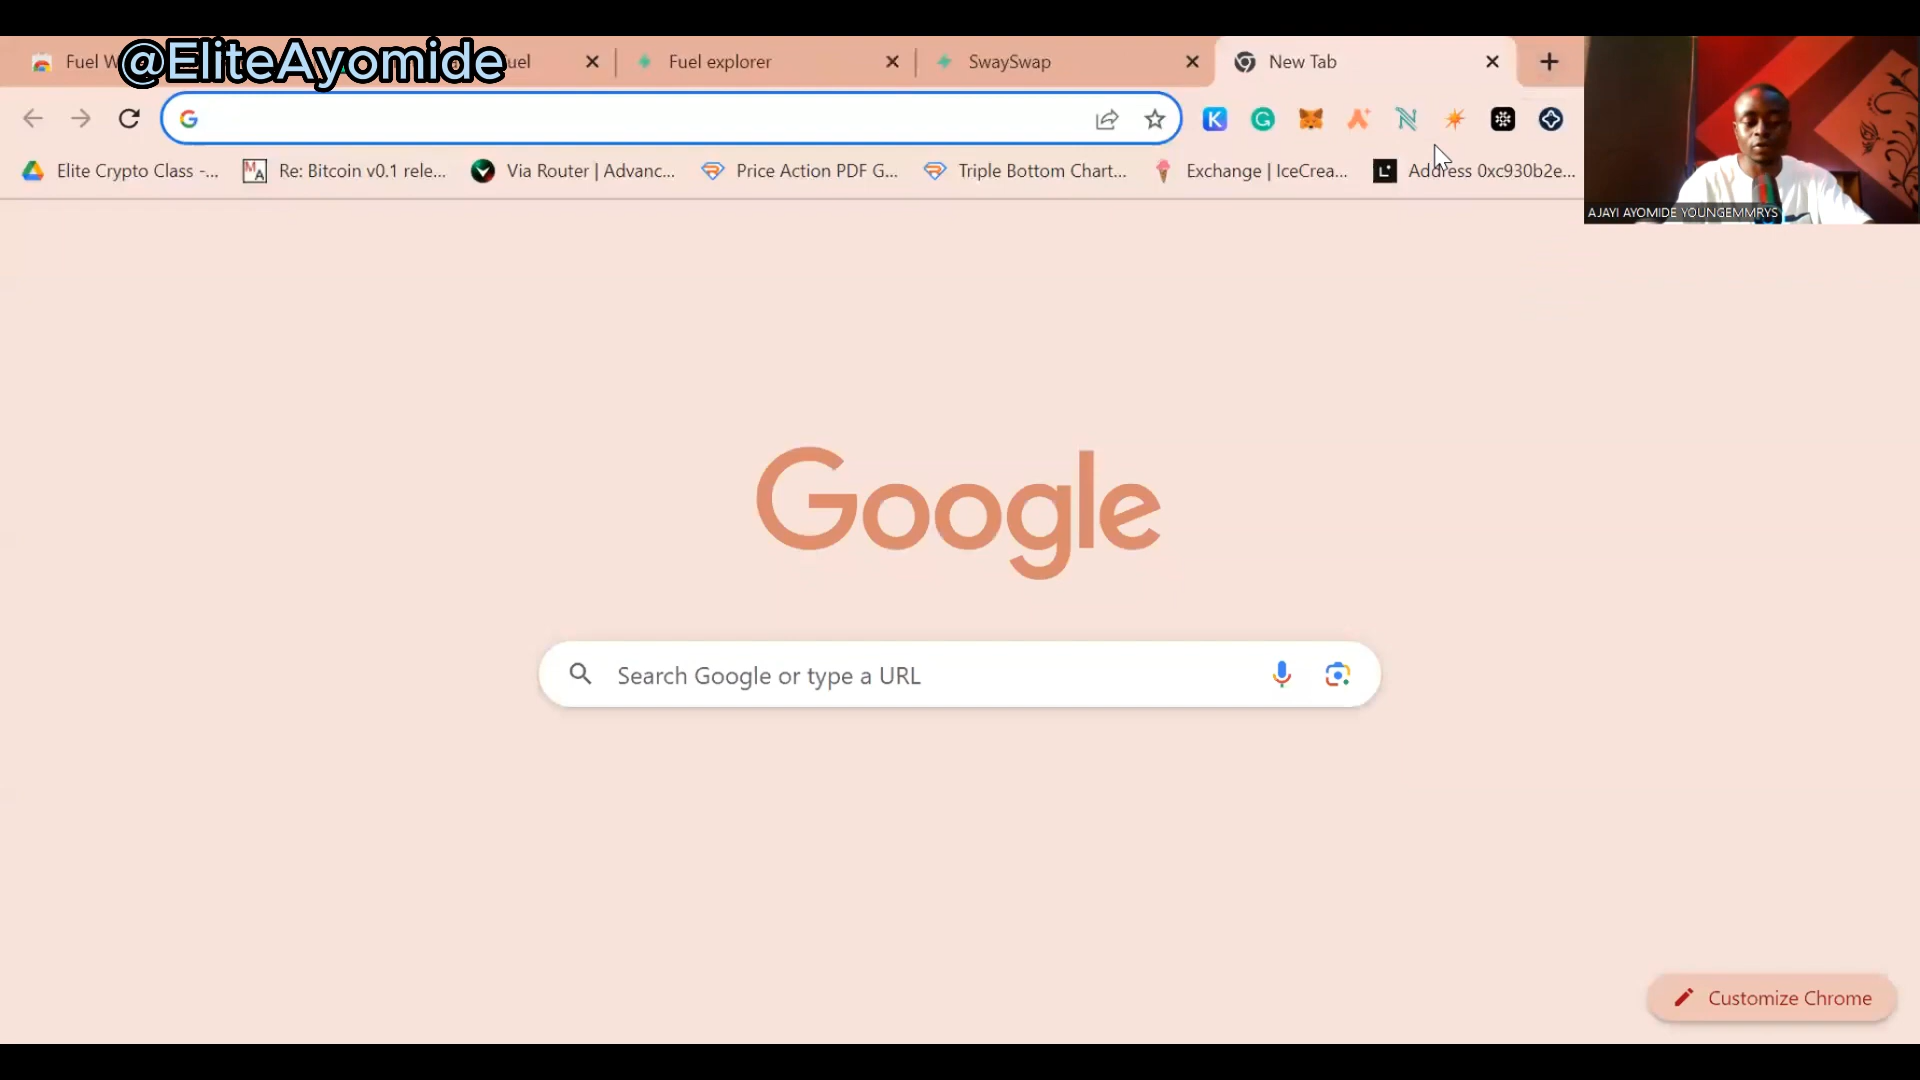 Fuel W
@EliteAyomide
uel
Fuel explorer
SwaySwap
New Tab
Elite Crypto Class -...
Re: Bitcoin v0.1 rele...
Via Router | Advanc...
Price Action PDF G...
Triple Bottom Chart...
Exchange | IceCrea...
Address 0xc930b2e...
AJAYI AYOMIDE YOUNGEMMRYS
Google
Search Google or type a URL
Customize Chrome